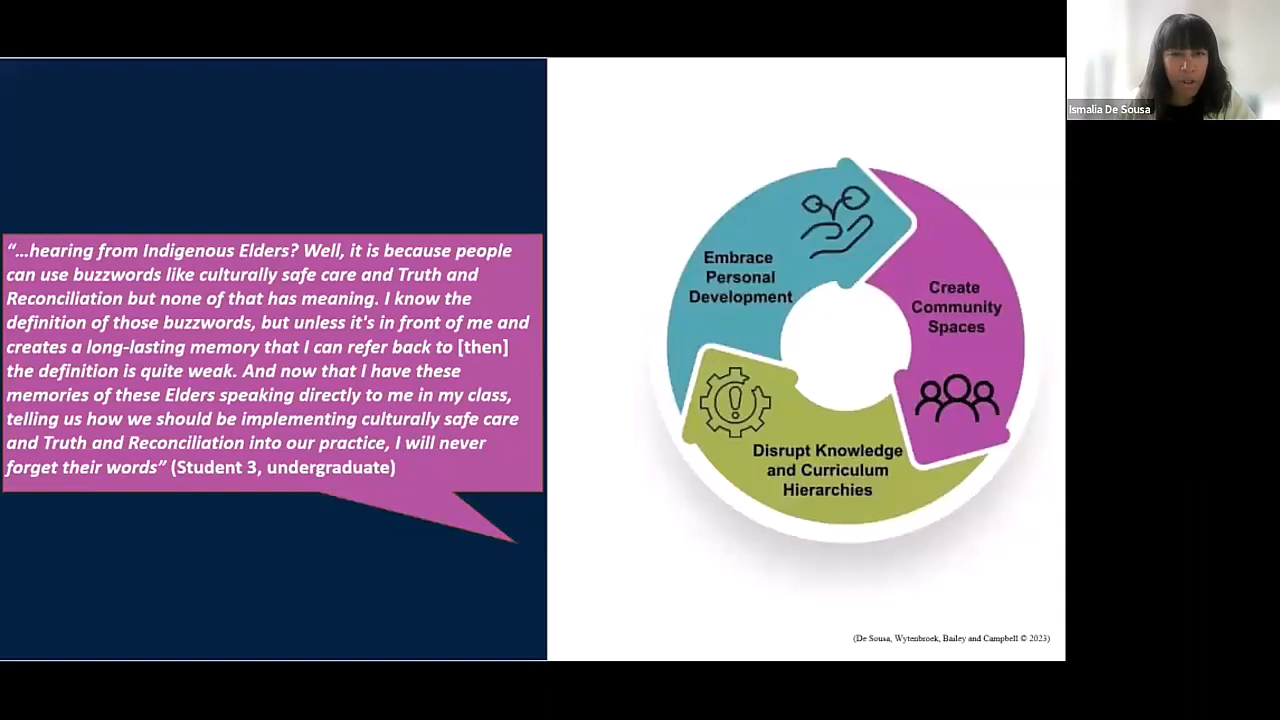 “...hearing from Indigenous Elders? Well, it is because people
can use buzzwords like culturally safe care and Truth and
Reconciliation but none of that has meaning. I know the
definition of those buzzwords, but unless it's in front of me and
creates a long-lasting memory that I can refer back to [then]
the definition is quite weak. And now that I have these
memories of these Elders speaking directly to me in my class,
telling us how we should be implementing culturally safe care
and Truth and Reconciliation into our practice, I will never
forget their words” (Student 3, undergraduate)
Embrace
Personal
Development
Create
Community
Spaces
Disrupt Knowledge
and Curriculum
Hierarchies
(De Sousa, Wytenbroek, Bailey and Campbell © 2023)
Ismalia De Sousa